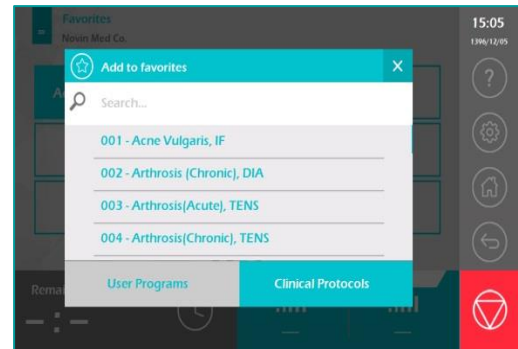 Favorites
Novin Med Co.
15:05
1396/12/05
Add to favorites
X
Search...
001 - Acne Vulgaris, IF
002 - Arthrosis (Chronic), DIA
003 - Arthrosis(Acute), TENS
004 - Arthrosis(Chronic), TENS
User Programs
Clinical Protocols
?